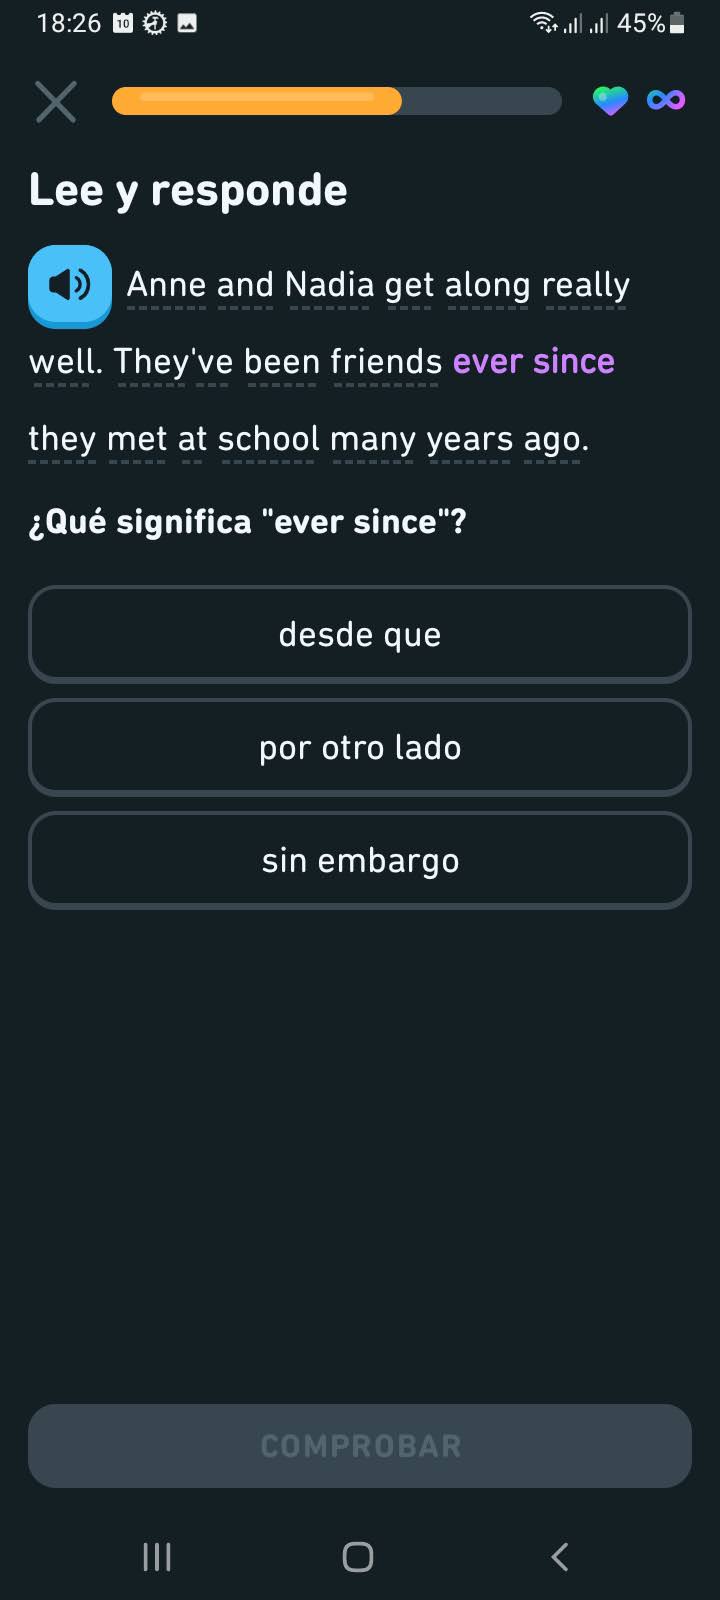 18:26 10 45%
Lee y responde
Anne and Nadia get along really
well. They've been friends ever since
they met at school many years ago.
¿Qué significa "ever since"?
desde que
por otro lado
sin embargo
COMPROBAR